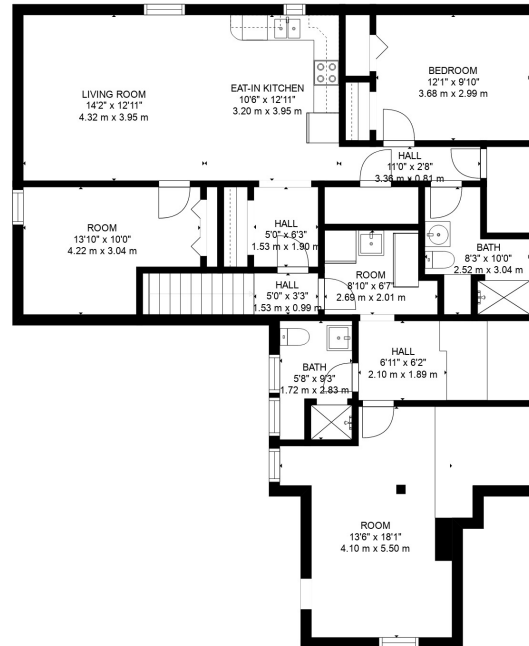 LIVING ROOM
14'2" x 12'11"
4.32 m x 3.95 m
EAT-IN KITCHEN
10'6" x 12'11"
3.20 m x 3.95 m
BEDROOM
12'1" x 9'10"
3.68 m x 2.99 m
HALL
11'0" x 2'8"
3.36 m x 0.81 m
ROOM
13'10" x 10'0"
4.22 m x 3.04 m
HALL
5'0" x 6'3"
1.53 m x 1.90 m
BATH
8'3" x 10'0"
2.52 m x 3.04 m
ROOM
8'10" x 6'7"
2.69 m x 2.01 m
HALL
5'0" x 3'3"
1.53 m x 0.99 m
BATH
5'8" x 9'3"
1.72 m x 2.83 m
HALL
6'11" x 6'2"
2.10 m x 1.89 m
ROOM
13'6" x 18'1"
4.10 m x 5.50 m